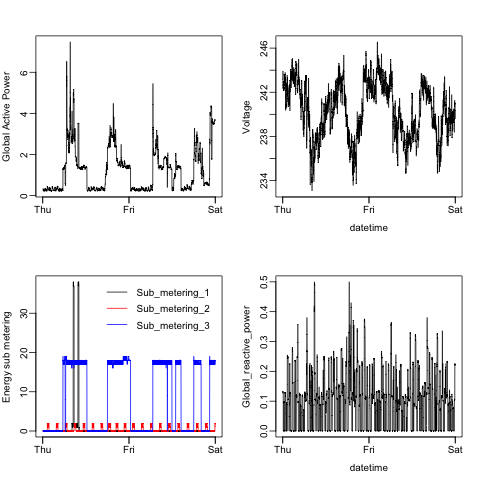 Global Active Power
6
4
2
0
Thu Fri Sat
Voltage
246
242
238
234
Thu Fri Sat
datetime
Energy sub metering
30
20
10
0
Sub_metering_1
Sub_metering_2
Sub_metering_3
Thu Fri Sat
Global_reactive_power
0.5
0.4
0.3
0.2
0.1
0.0
Thu Fri Sat
datetime